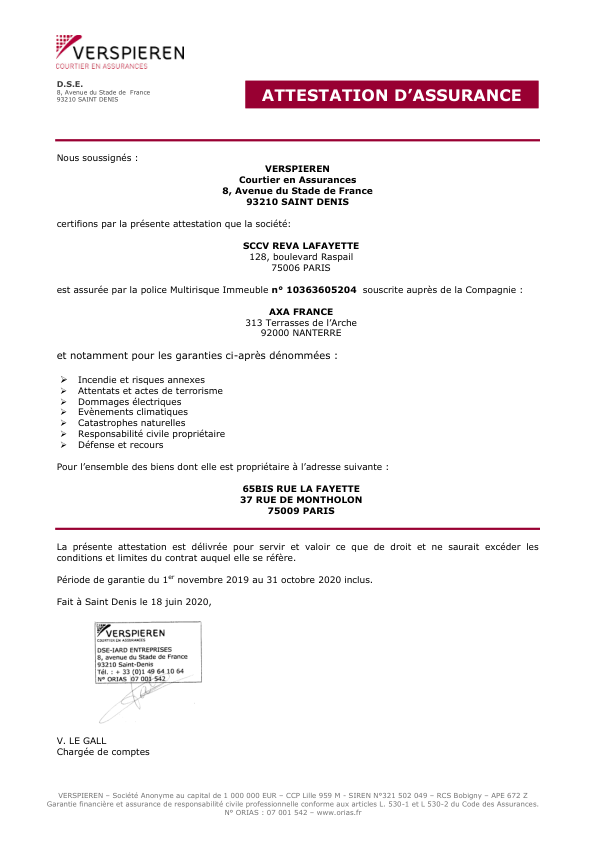 VERSPIEREN
COURTIER EN ASSURANCES
D.S.E.
8, Avenue du Stade de France
93210 SAINT DENIS
ATTESTATION D’ASSURANCE
Nous soussignés :
VERSPIEREN
Courtier en Assurances
8, Avenue du Stade de France
93210 SAINT DENIS
certifions par la présente attestation que la société:
SCCV REVA LAFAYETTE
128, boulevard Raspail
75006 PARIS
est assurée par la police Multirisque Immeuble n° 10363605204 souscrite auprès de la Compagnie :
AXA FRANCE
313 Terrasses de l’Arche
92000 NANTERRE
et notamment pour les garanties ci-après dénommées :
➢ Incendie et risques annexes
➢ Attentats et actes de terrorisme
➢ Dommages électriques
➢ Evènements climatiques
➢ Catastrophes naturelles
➢ Responsabilité civile propriétaire
➢ Défense et recours
Pour l’ensemble des biens dont elle est propriétaire à l’adresse suivante :
65BIS RUE LA FAYETTE
37 RUE DE MONTHOLON
75009 PARIS
La présente attestation est délivrée pour servir et valoir ce que de droit et ne saurait excéder les
conditions et limites du contrat auquel elle se réfère.
Période de garantie du 1er novembre 2019 au 31 octobre 2020 inclus.
Fait à Saint Denis le 18 juin 2020,
VERSPIEREN
COURTIER EN ASSURANCES
DSE-IARD ENTREPRISES
8, avenue du Stade de France
93210 Saint-Denis
Tél. : + 33 (0)1 49 64 10 64
N° ORIAS 07 001 542
V. LE GALL
Chargée de comptes
VERSPIEREN – Société Anonyme au capital de 1 000 000 EUR – CCP Lille 959 M - SIREN N°321 502 049 – RCS Bobigny – APE 672 Z
Garantie financière et assurance de responsabilité civile professionnelle conforme aux articles L. 530-1 et L 530-2 du Code des Assurances.
N° ORIAS : 07 001 542 – www.orias.fr